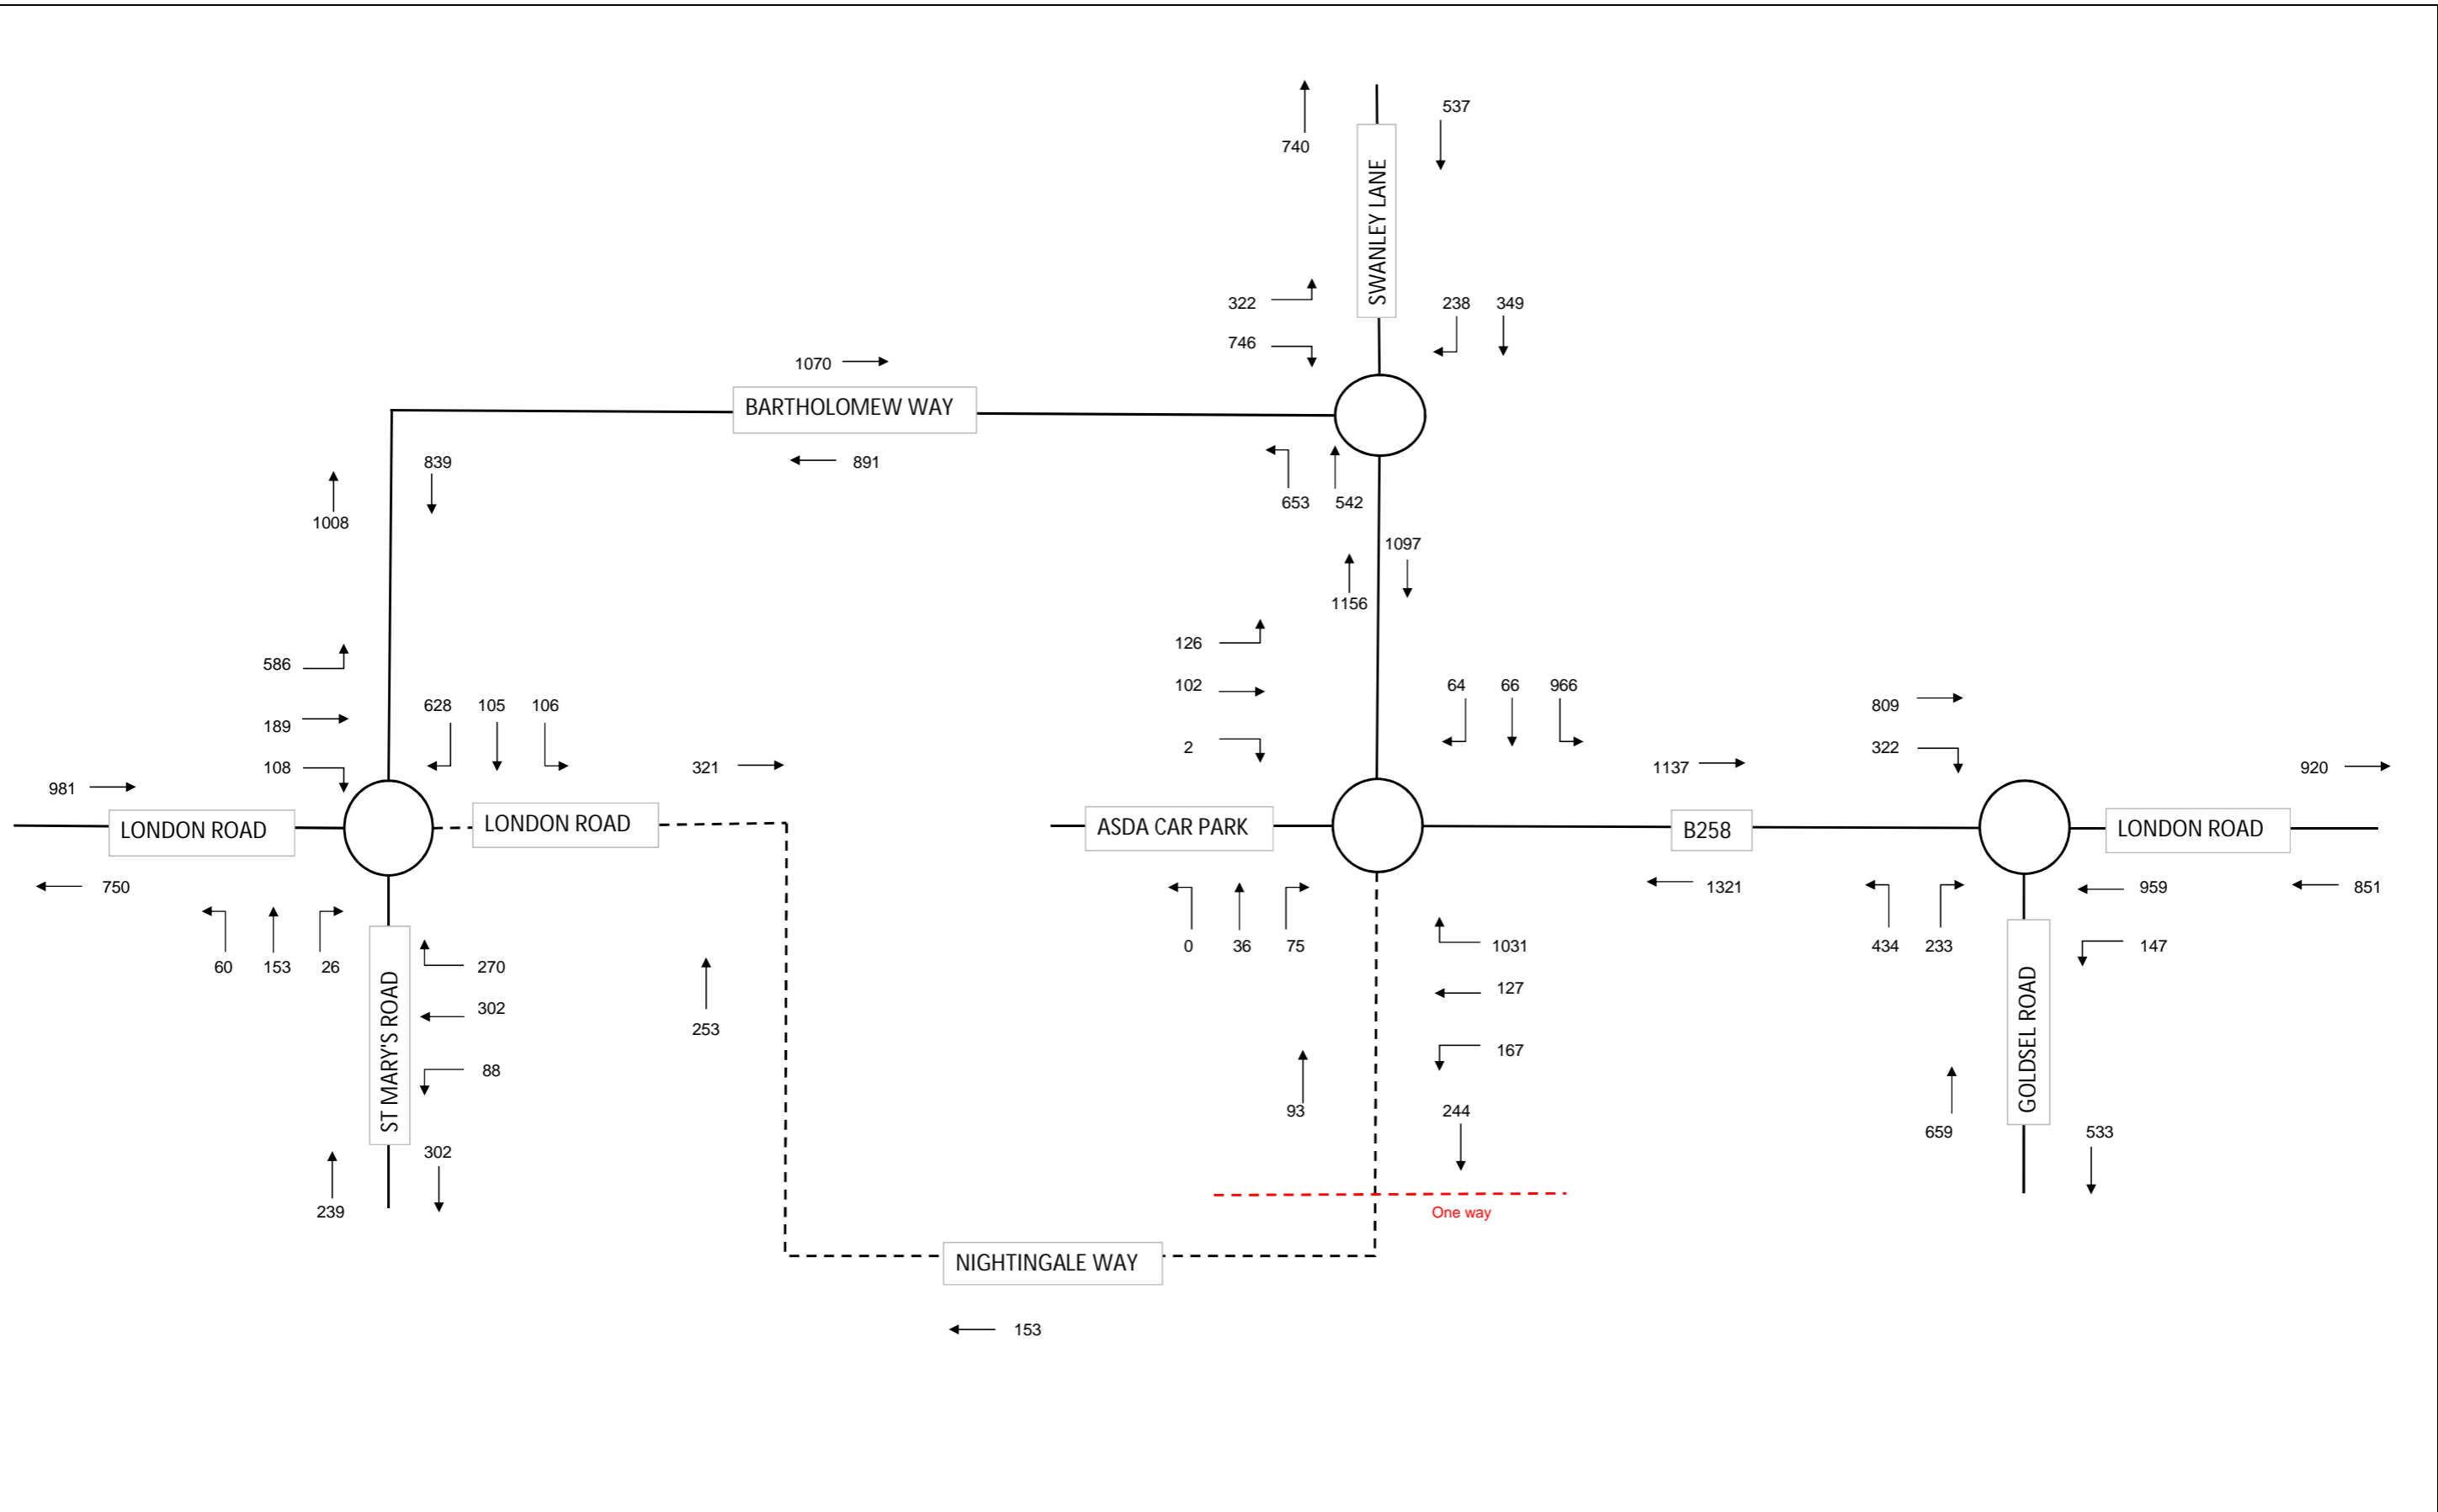 537
740
SWANLEY LANE
322
238 349
746
1070
BARTHOLOMEW WAY
891
839
653 542
1008
1097
1156
126
586
102
64 66 966
628 105 106
189
2
809
322
108
321
1137
920
981
LONDON ROAD
LONDON ROAD
ASDA CAR PARK
B258
LONDON ROAD
750
1321
959
851
0 36 75
1031
434 233
147
60 153 26
270
302
127
253
ST MARY'S ROAD
167
GOLDSEL ROAD
88
93
244
659
533
302
239
One way
NIGHTINGALE WAY
153